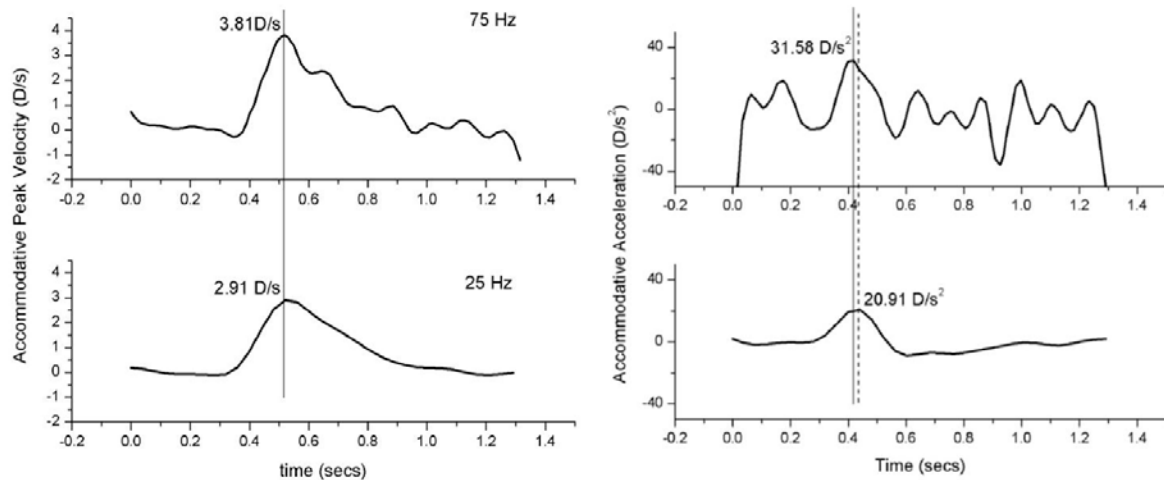 Accommodative Peak Velocity (D/s)
75 Hz
3.81D/s
4
3
2
1
0
-1
-2
-0.2 0.0 0.2 0.4 0.6 0.8 1.0 1.2 1.4
25 Hz
2.91 D/s
4
3
2
1
0
-1
-2
-0.2 0.0 0.2 0.4 0.6 0.8 1.0 1.2 1.4
time (secs)
Accommodative Acceleration (D/s²)
31.58 D/s²
40
0
-40
-0.2 0.0 0.2 0.4 0.6 0.8 1.0 1.2 1.4
20.91 D/s²
40
0
-40
-0.2 0.0 0.2 0.4 0.6 0.8 1.0 1.2 1.4
Time (secs)